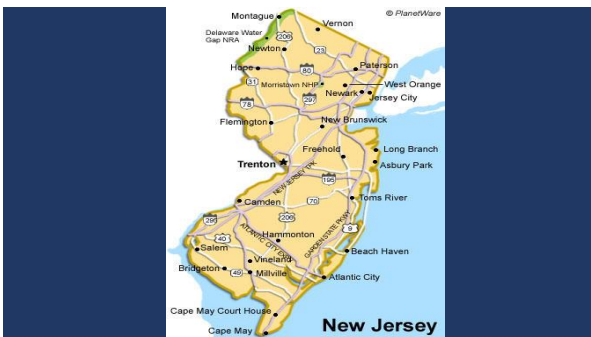 © PlanetWare
Montague
Vernon
Delaware Water
Gap NRA
206
Newton
23
Hope
80
Paterson
31
Morristown NHP
West Orange
Newark
Jersey City
297
78
Flemington
New Brunswick
Freehold
Long Branch
Trenton
Asbury Park
NEW JERSEY TPK
195
Camden
70
Toms River
206
GARDEN STATE PKWY
9
40
ATLANTIC CITY EXPY
Hammonton
Salem
Beach Haven
Vineland
Bridgeton
49
Millville
Atlantic City
Cape May Court House
New Jersey
Cape May